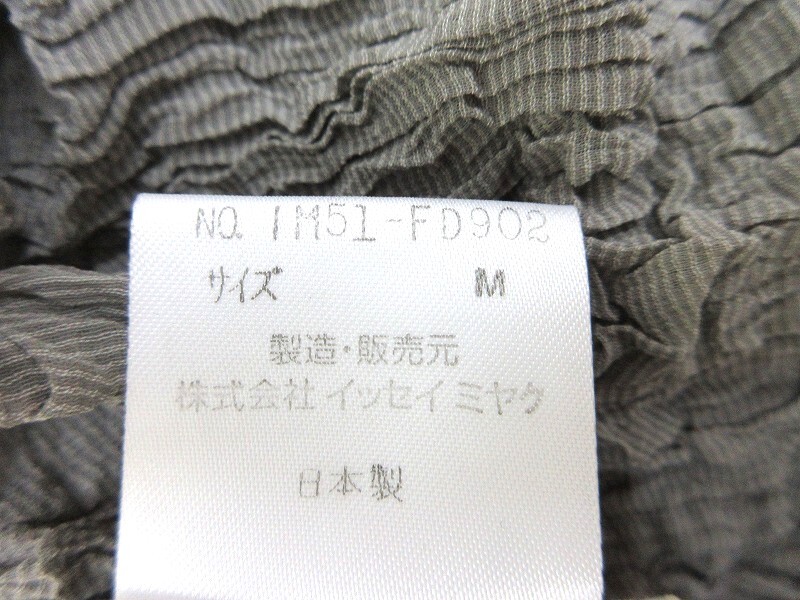 NO. IM51-FD902
サイズ M
製造・販売元
株式会社 イッセイ ミヤケ
日本製